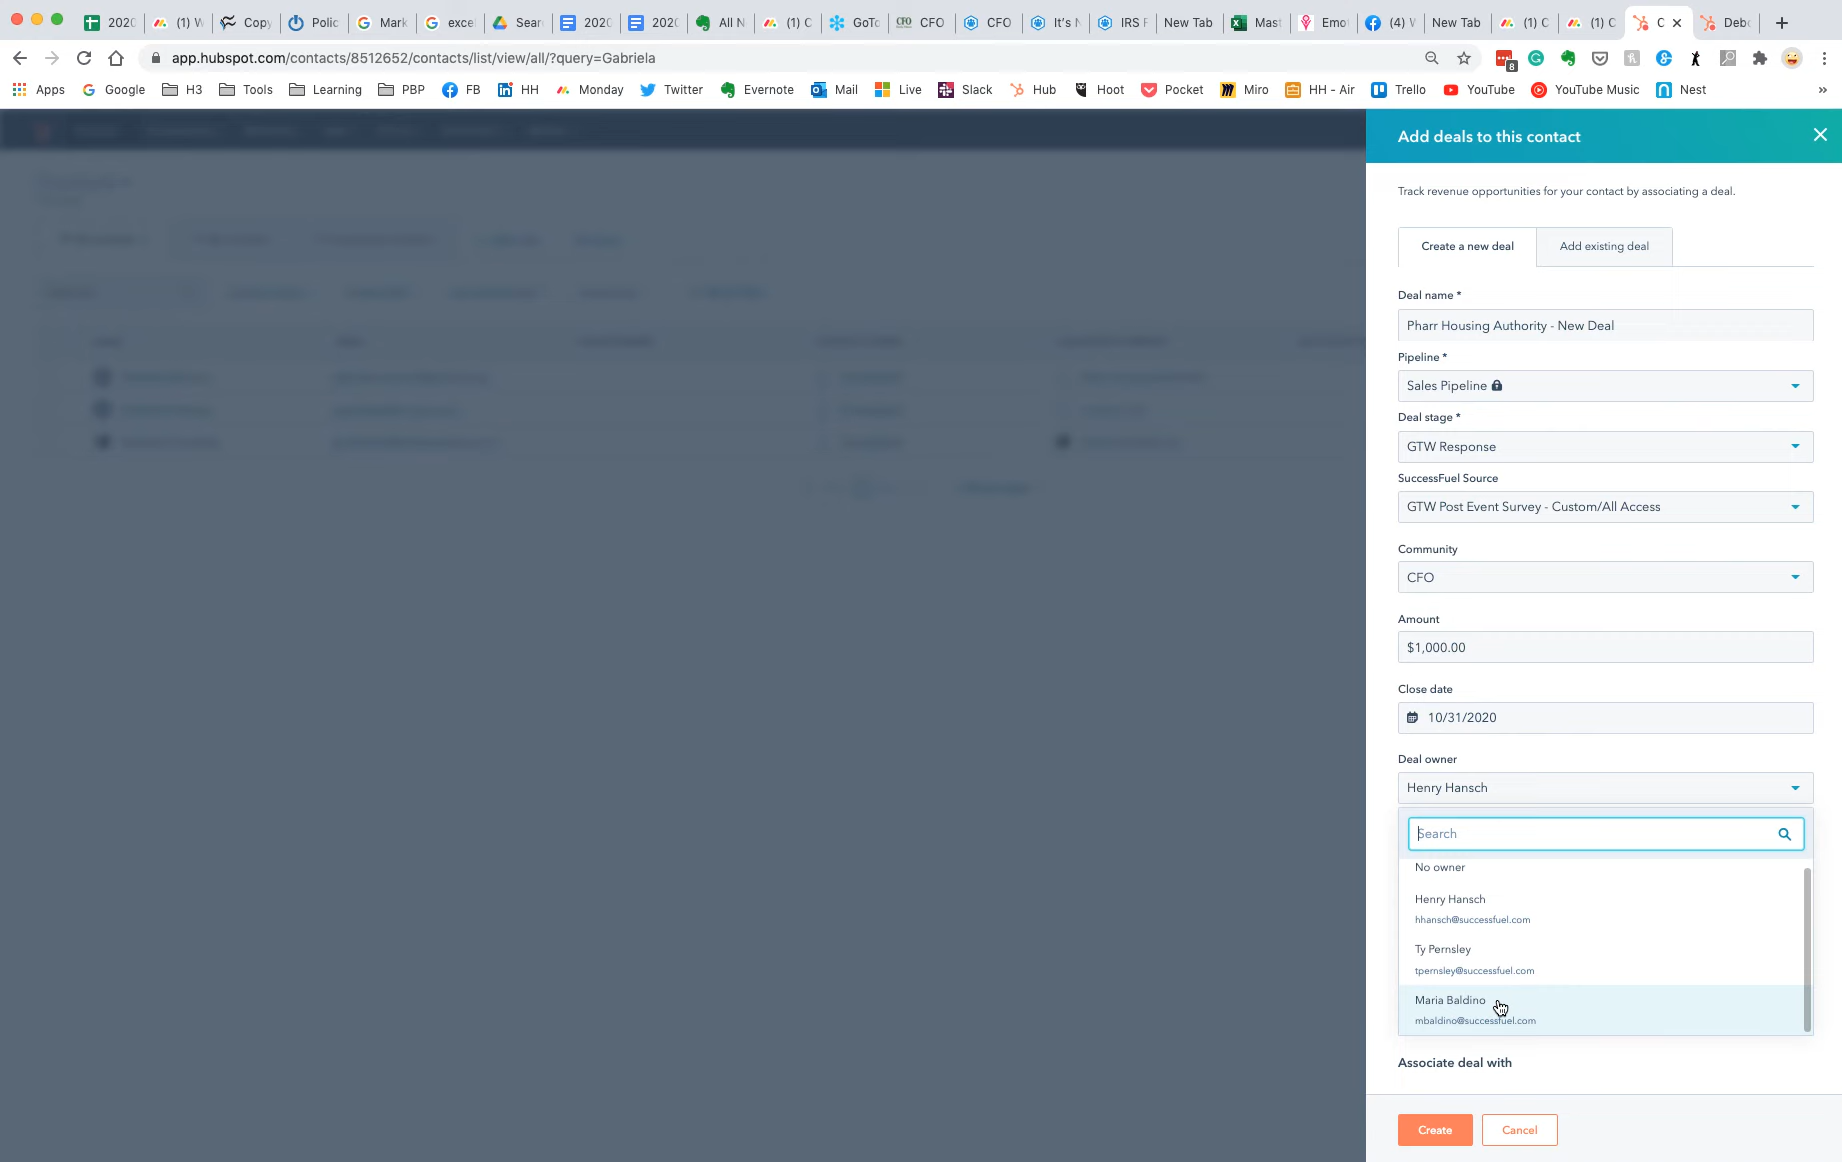 2020
(1) W
Copy
Polic
Mark
exce
Sear
2020
2020
All N
(1) C
GoTo
CFO
CFO
CFO
It's N
IRS F
New Tab
Mast
Emot
(4) W
New Tab
(1) C
(1) C
C
Debo
app.hubspot.com/contacts/8512652/contacts/list/view/all/?query=Gabriela
8
Apps
Google
H3
Tools
Learning
PBP
FB
HH
Monday
Twitter
Evernote
Mail
Live
Slack
Hub
Hoot
Pocket
Miro
HH - Air
Trello
YouTube
YouTube Music
Nest
»
Add deals to this contact
Track revenue opportunities for your contact by associating a deal.
Create a new deal
Add existing deal
Deal name *
Pharr Housing Authority - New Deal
Pipeline *
Sales Pipeline
Deal stage *
GTW Response
SuccessFuel Source
GTW Post Event Survey - Custom/All Access
Community
CFO
Amount
$1,000.00
Close date
10/31/2020
Deal owner
Henry Hansch
Search
No owner
Henry Hansch
hhansch@successfuel.com
Ty Pernsley
tpernsley@successfuel.com
Maria Baldino
mbaldino@successfuel.com
Associate deal with
Create
Cancel